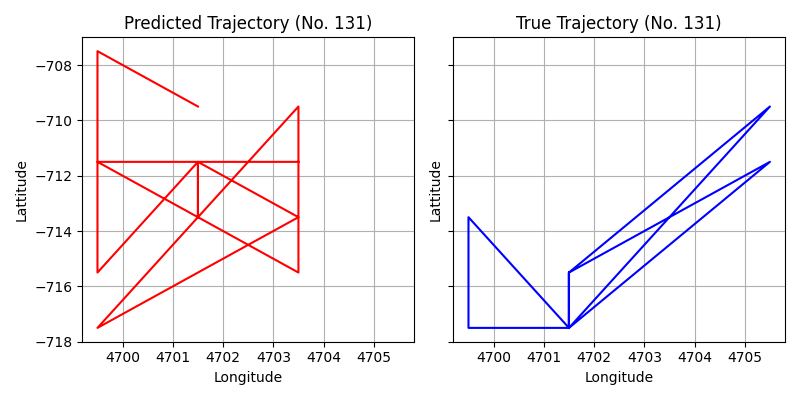 Predicted Trajectory (No. 131)
True Trajectory (No. 131)
Lattitude
−708
−710
−712
−714
−716
−718
4700 4701 4702 4703 4704 4705
Longitude
Lattitude
4700 4701 4702 4703 4704 4705
Longitude